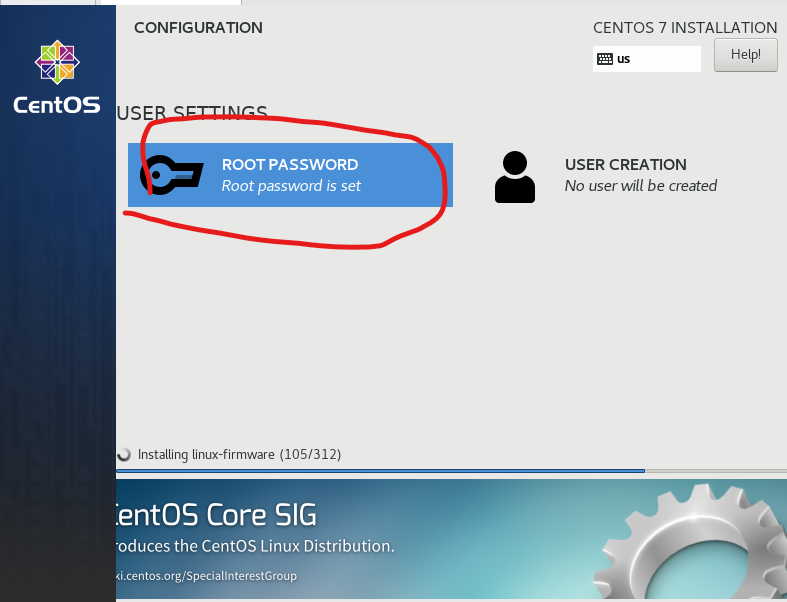 CONFIGURATION
CENTOS 7 INSTALLATION
us
Help!
CentOS
USER SETTINGS
ROOT PASSWORD
Root password is set
USER CREATION
No user will be created
Installing linux-firmware (105/312)
CentOS Core SIG
roduces the CentOS Linux Distribution.
ki.centos.org/SpecialInterestGroup